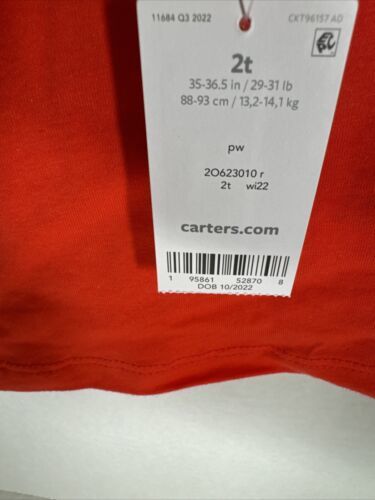 11684 Q3 2022 CKT96157 AO
2t
35-36.5 in / 29-31 lb
88-93 cm / 13,2-14,1 kg
pw
2O623010 r
2t wi22
carters.com
1 95861 52870 8
DOB 10/2022